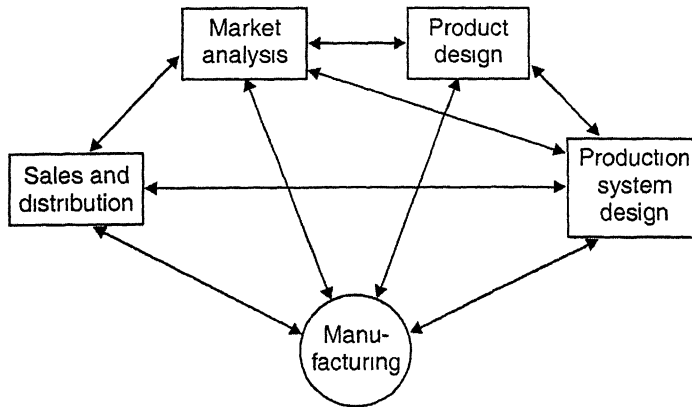 Market
analysis
Product
design
Sales and
distribution
Production
system
design
Manu-
facturing